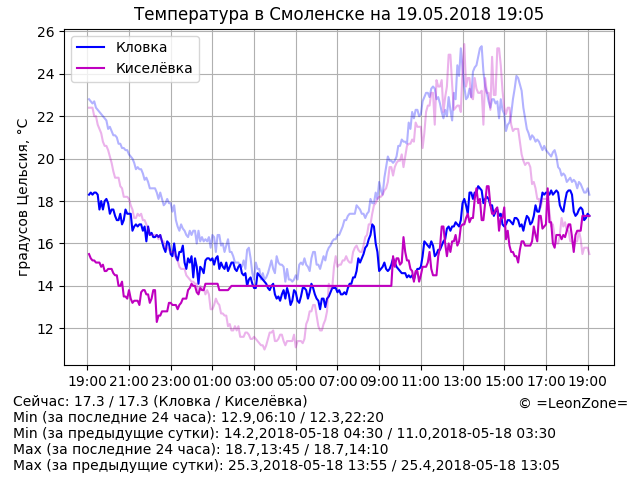 Температура в Смоленске на 19.05.2018 19:05
Кловка
Киселёвка
градусов Цельсия, °C
26
24
22
20
18
16
14
12
19:00 21:00 23:00 01:00 03:00 05:00 07:00 09:00 11:00 13:00 15:00 17:00 19:00
Сейчас: 17.3 / 17.3 (Кловка / Киселёвка)
© =LeonZone=
Min (за последние 24 часа): 12.9,06:10 / 12.3,22:20
Min (за предыдущие сутки): 14.2,2018-05-18 04:30 / 11.0,2018-05-18 03:30
Max (за последние 24 часа): 18.7,13:45 / 18.7,14:10
Max (за предыдущие сутки): 25.3,2018-05-18 13:55 / 25.4,2018-05-18 13:05